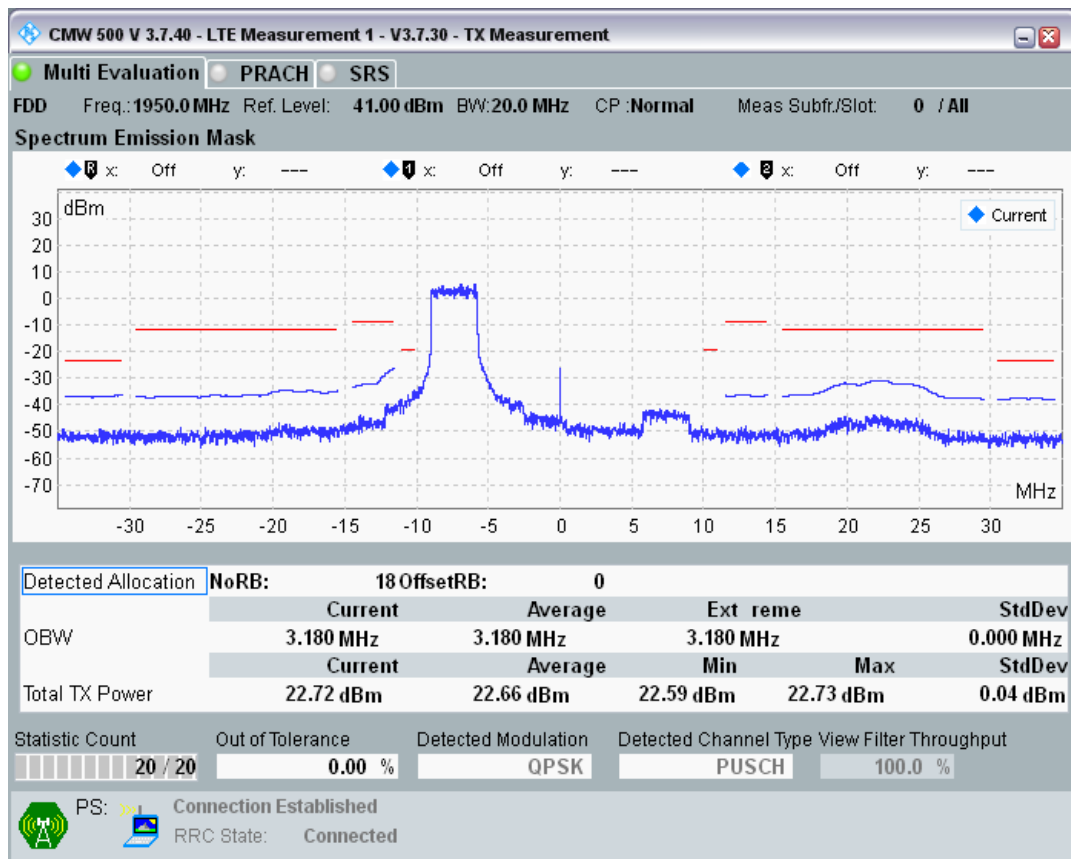 CMW 500 V 3.7.40 - LTE Measurement 1 - V3.7.30 - TX Measurement
Multi Evaluation PRACH SRS
FDD Freq.: 1950.0 MHz Ref. Level: 41.00 dBm BW: 20.0 MHz CP : Normal Meas Subfr./Slot: 0 / All
Spectrum Emission Mask
R x: Off y: --- 1 x: Off y: --- 2 x: Off y: ---
dBm
Current
30
20
10
0
-10
-20
-30
-40
-50
-60
-70
MHz
-30 -25 -20 -15 -10 -5 0 5 10 15 20 25 30
Detected Allocation NoRB: 18 OffsetRB: 0
Current Average Ext reme StdDev
OBW 3.180 MHz 3.180 MHz 3.180 MHz 0.000 MHz
Current Average Min Max StdDev
Total TX Power 22.72 dBm 22.66 dBm 22.59 dBm 22.73 dBm 0.04 dBm
Statistic Count Out of Tolerance Detected Modulation Detected Channel Type View Filter Throughput
20 / 20 0.00 % QPSK PUSCH 100.0 %
PS: Connection Established
RRC State: Connected